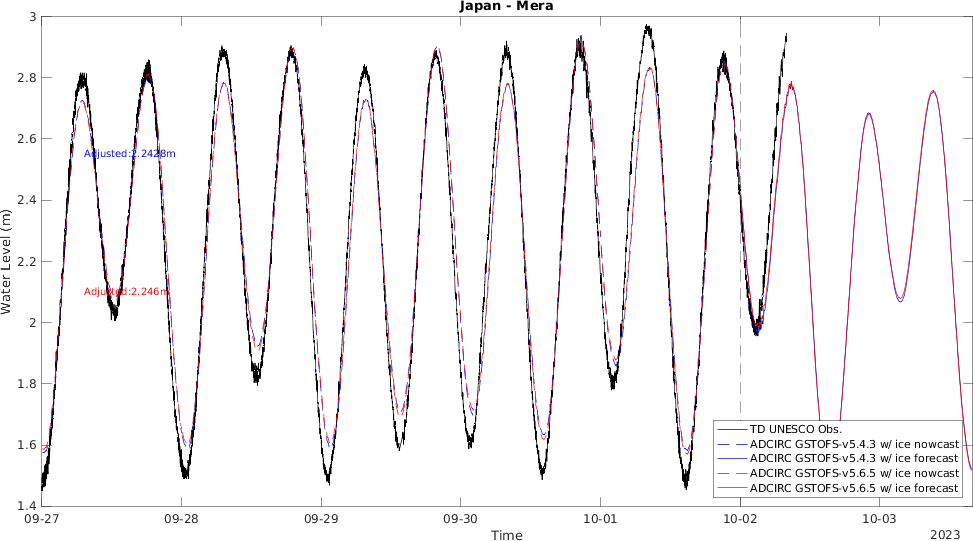 Japan - Mera
3
2.8
2.6
2.4
2.2
2
1.8
1.6
1.4
Water Level (m)
Adjusted:2.2428m
Adjusted:2.246m
TD UNESCO Obs.
ADCIRC GSTOFS-v5.4.3 w/ ice nowcast
ADCIRC GSTOFS-v5.4.3 w/ ice forecast
ADCIRC GSTOFS-v5.6.5 w/ ice nowcast
ADCIRC GSTOFS-v5.6.5 w/ ice forecast
09-27 09-28 09-29 09-30 10-01 10-02 10-03
Time
2023